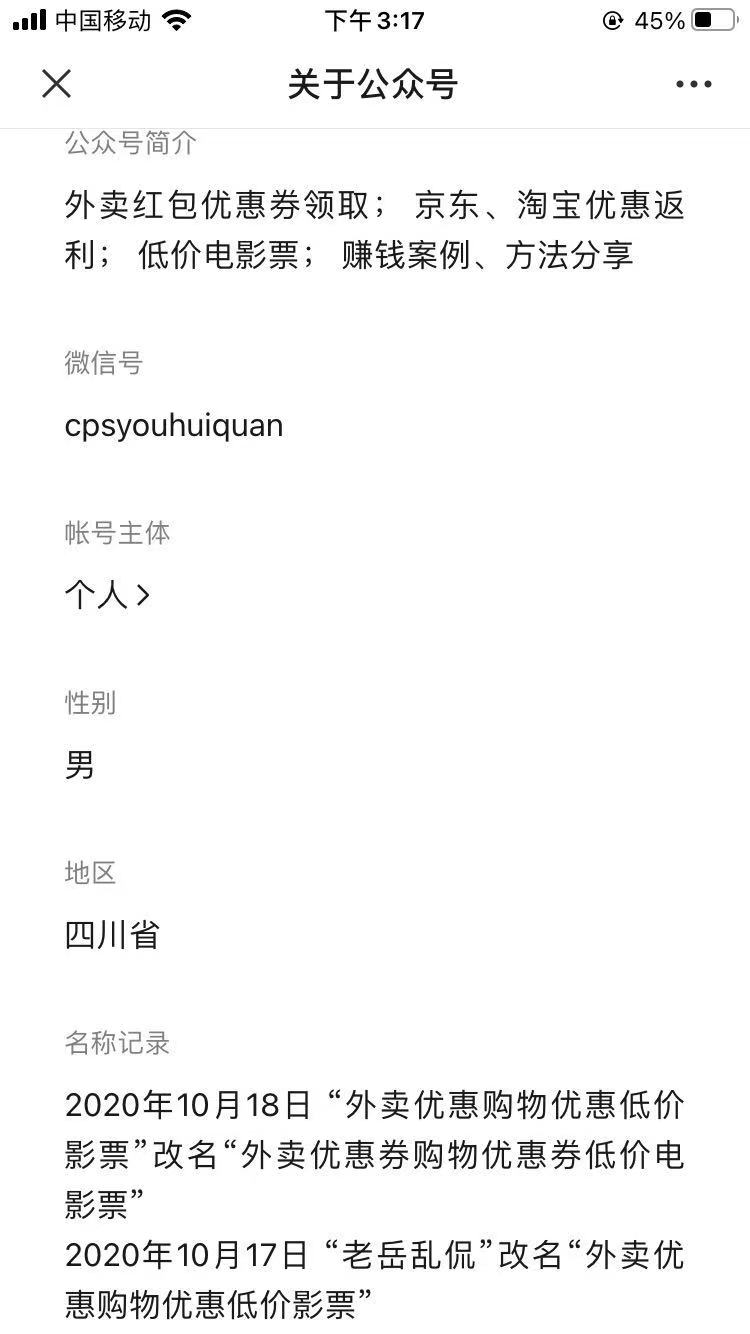 中国移动 下午3:17 45%
关于公众号
公众号简介
外卖红包优惠券领取； 京东、淘宝优惠返
利； 低价电影票； 赚钱案例、方法分享
微信号
cpsyouhuiquan
帐号主体
个人
性别
男
地区
四川省
名称记录
2020年10月18日 “外卖优惠购物优惠低价
影票”改名“外卖优惠券购物优惠券低价电
影票”
2020年10月17日 “老岳乱侃”改名“外卖优
惠购物优惠低价影票”